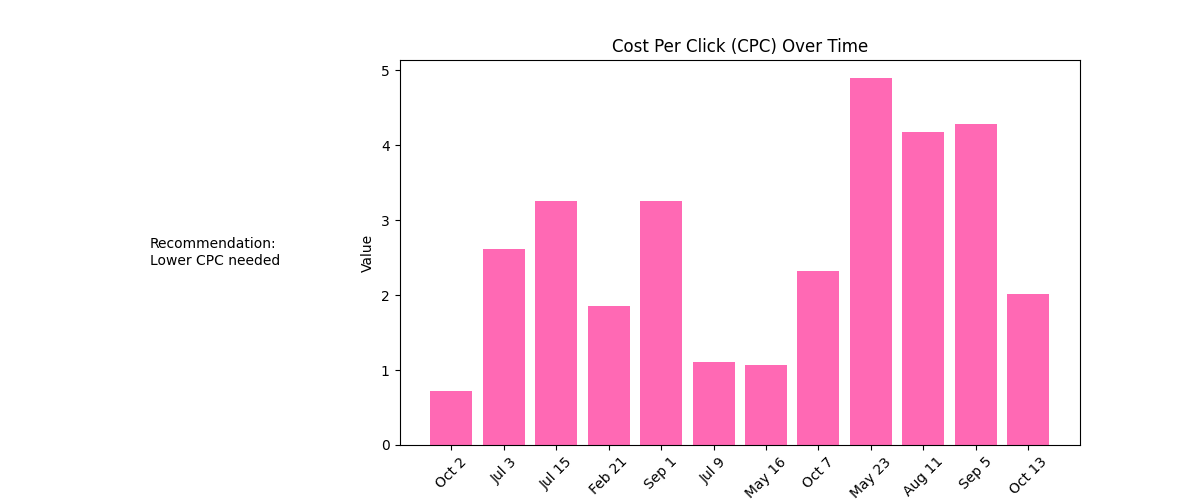 Cost Per Click (CPC) Over Time
Recommendation:
Lower CPC needed
Value
5
4
3
2
1
0
Oct 2
Jul 3
Jul 15
Feb 21
Sep 1
Jul 9
May 16
Oct 7
May 23
Aug 11
Sep 5
Oct 13